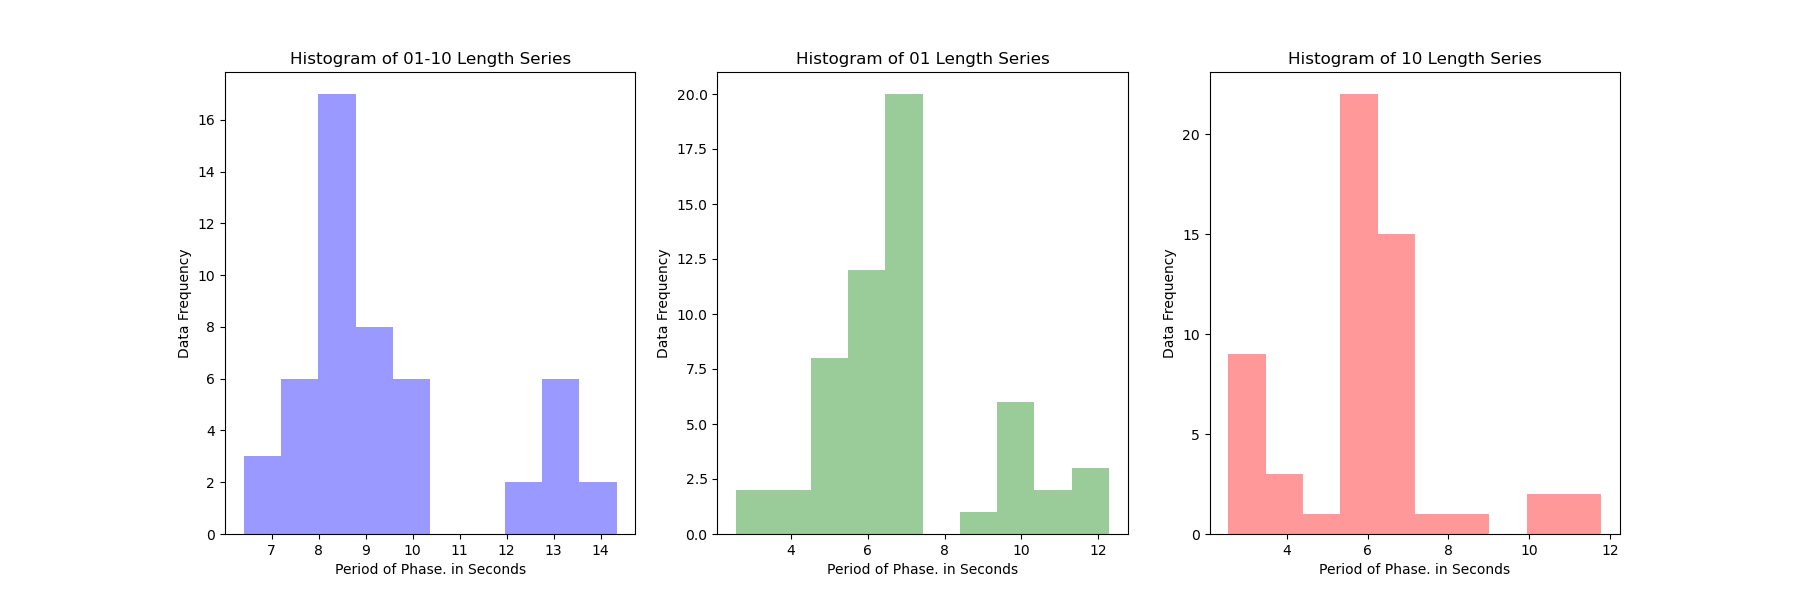 Histogram of 01-10 Length Series
Data Frequency
16
14
12
10
8
6
4
2
0
7 8 9 10 11 12 13 14
Period of Phase. in Seconds
Histogram of 01 Length Series
Data Frequency
20.0
17.5
15.0
12.5
10.0
7.5
5.0
2.5
0.0
4 6 8 10 12
Period of Phase. in Seconds
Histogram of 10 Length Series
Data Frequency
20
15
10
5
0
4 6 8 10 12
Period of Phase. in Seconds